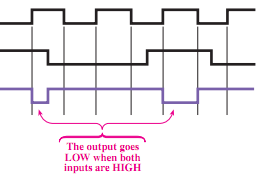 The output goes
LOW when both
inputs are HIGH